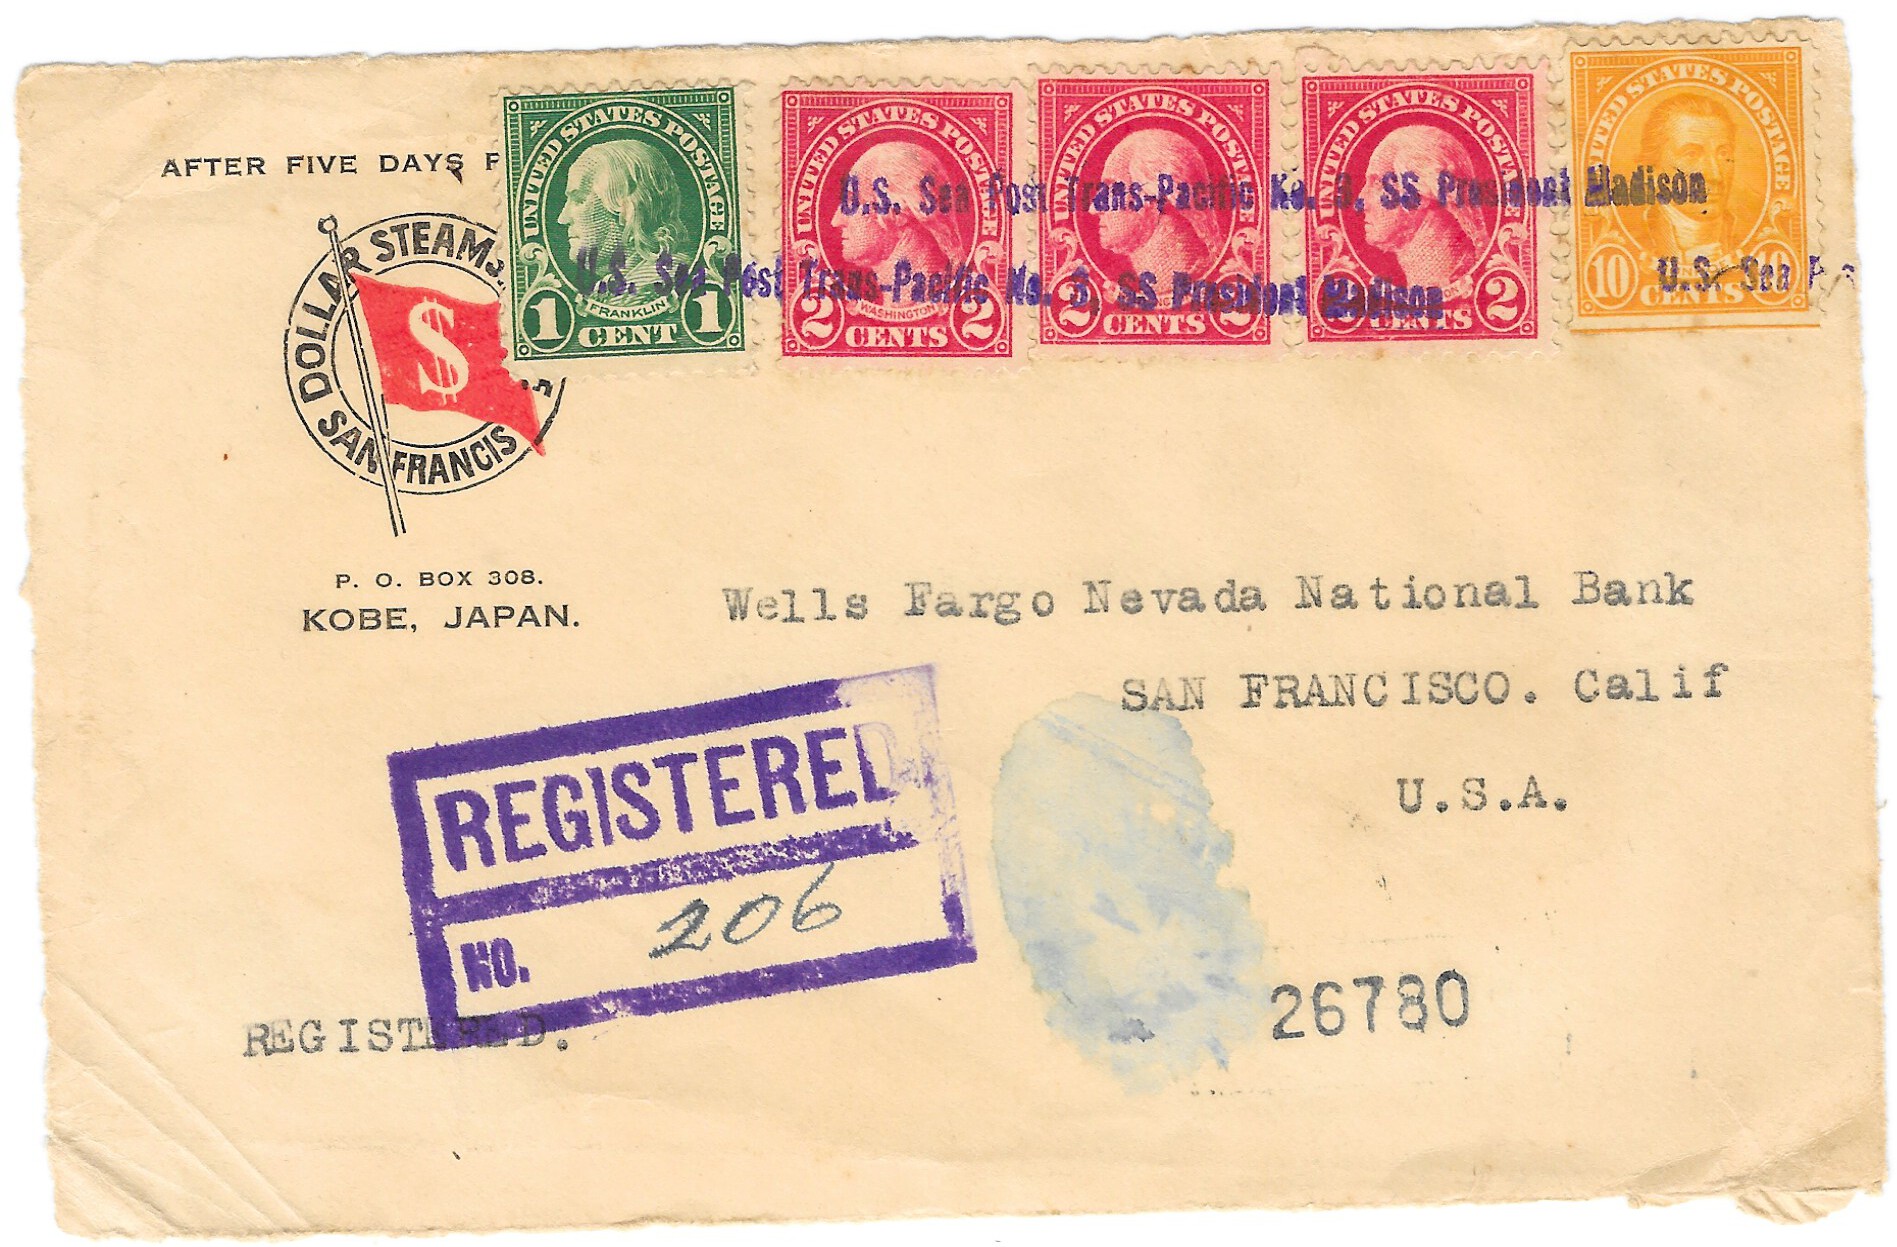 AFTER FIVE DAYS
DOLLAR STEAMS
SAN FRANCIS
$
P. O. BOX 308.
KOBE, JAPAN.
UNITED STATES POSTAGE
FRANKLIN
1 CENT 1
UNITED STATES POSTAGE
WASHINGTON
2 CENTS 2
UNITED STATES POSTAGE
2 CENTS 2
UNITED STATES POSTAGE
2 CENTS 2
UNITED STATES POSTAGE
10 CENTS 10
U.S. Sea Post Trans-Pacific No. 3, SS President Madison
U.S. Sea Post Trans-Pacific No. 3, SS President Madison
U.S. Sea
Wells Fargo Nevada National Bank
SAN FRANCISCO. Calif
U.S.A.
REGISTERED
NO. 206
REGISTERED.
26780